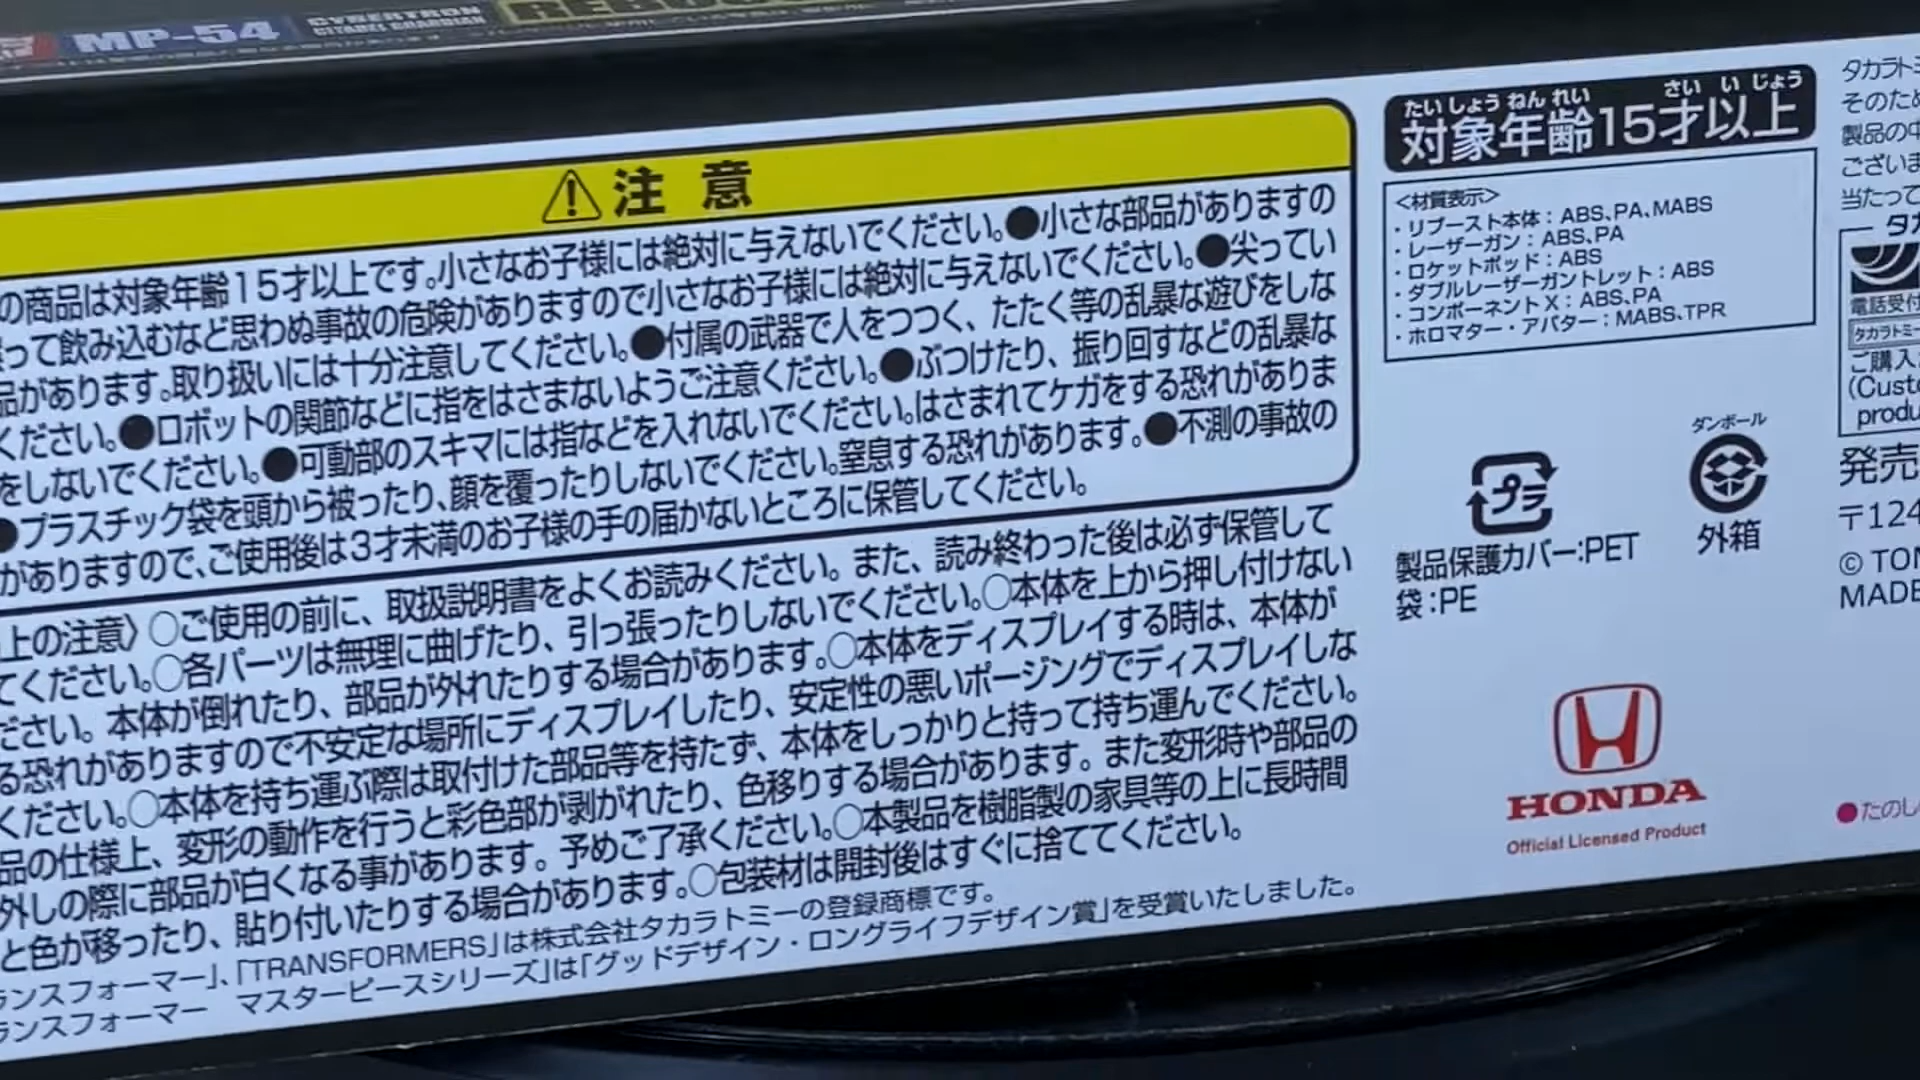 MP-54
CYBERTRON
CITADEL GUARDIAN
注意
の商品は対象年齢15才以上です。小さなお子様には絶対に与えないでください。●小さな部品がありますの
って飲み込むなど思わぬ事故の危険がありますので小さなお子様には絶対に与えないでください。●尖ってい
品があります。取り扱いには十分注意してください。●付属の武器で人をつつく、たたく等の乱暴な遊びをしな
ください。●ロボットの関節などに指をはさまないようご注意ください。●ぶつけたり、振り回すなどの乱暴な
をしないでください。●可動部のスキマには指などを入れないでください。はさまれてケガをする恐れがありま
●プラスチック袋を頭から被ったり、顔を覆ったりしないでください。窒息する恐れがあります。●不測の事故の
がありますので、ご使用後は3才未満のお子様の手の届かないところに保管してください。
上の注意〉○ご使用の前に、取扱説明書をよくお読みください。また、読み終わった後は必ず保管して
てください。○各パーツは無理に曲げたり、引っ張ったりしないでください。○本体を上から押し付けない
ださい。本体が倒れたり、部品が外れたりする場合があります。○本体をディスプレイする時は、本体が
る恐れがありますので不安定な場所にディスプレイしたり、安定性の悪いポージングでディスプレイしな
ください。○本体を持ち運ぶ際は取付けた部品等を持たず、本体をしっかりと持って持ち運んでください。
品の仕様上、変形の動作を行うと彩色部が剥がれたり、色移りする場合があります。また変形時や部品の
外しの際に部品が白くなる事があります。予めご了承ください。○本製品を樹脂製の家具等の上に長時間
と色が移ったり、貼り付いたりする場合があります。○包装材は開封後はすぐに捨ててください。
ランスフォーマー」、「TRANSFORMERS」は株式会社タカラトミーの登録商標です。
ランスフォーマー マスターピースシリーズ」は「グッドデザイン・ロングライフデザイン賞」を受賞いたしました。
たいしょうねんれい さい いじょう
対象年齢15才以上
<材質表示>
・リブースト本体：ABS、PA、MABS
・レーザーガン：ABS、PA
・ロケットポッド：ABS
・ダブルレーザーガントレット：ABS
・コンポーネントX：ABS、PA
・ホロマター・アバター：MABS、TPR
プラ
製品保護カバー:PET
袋:PE
ダンボール
外箱
HONDA
Official Licensed Product
タカラトミ
そのため
製品の中
ござい
当たって
タカ
電話受付
タカラトミー
ご購入
(Custo
produ
発売
〒124
© TOM
MADE
●たのし